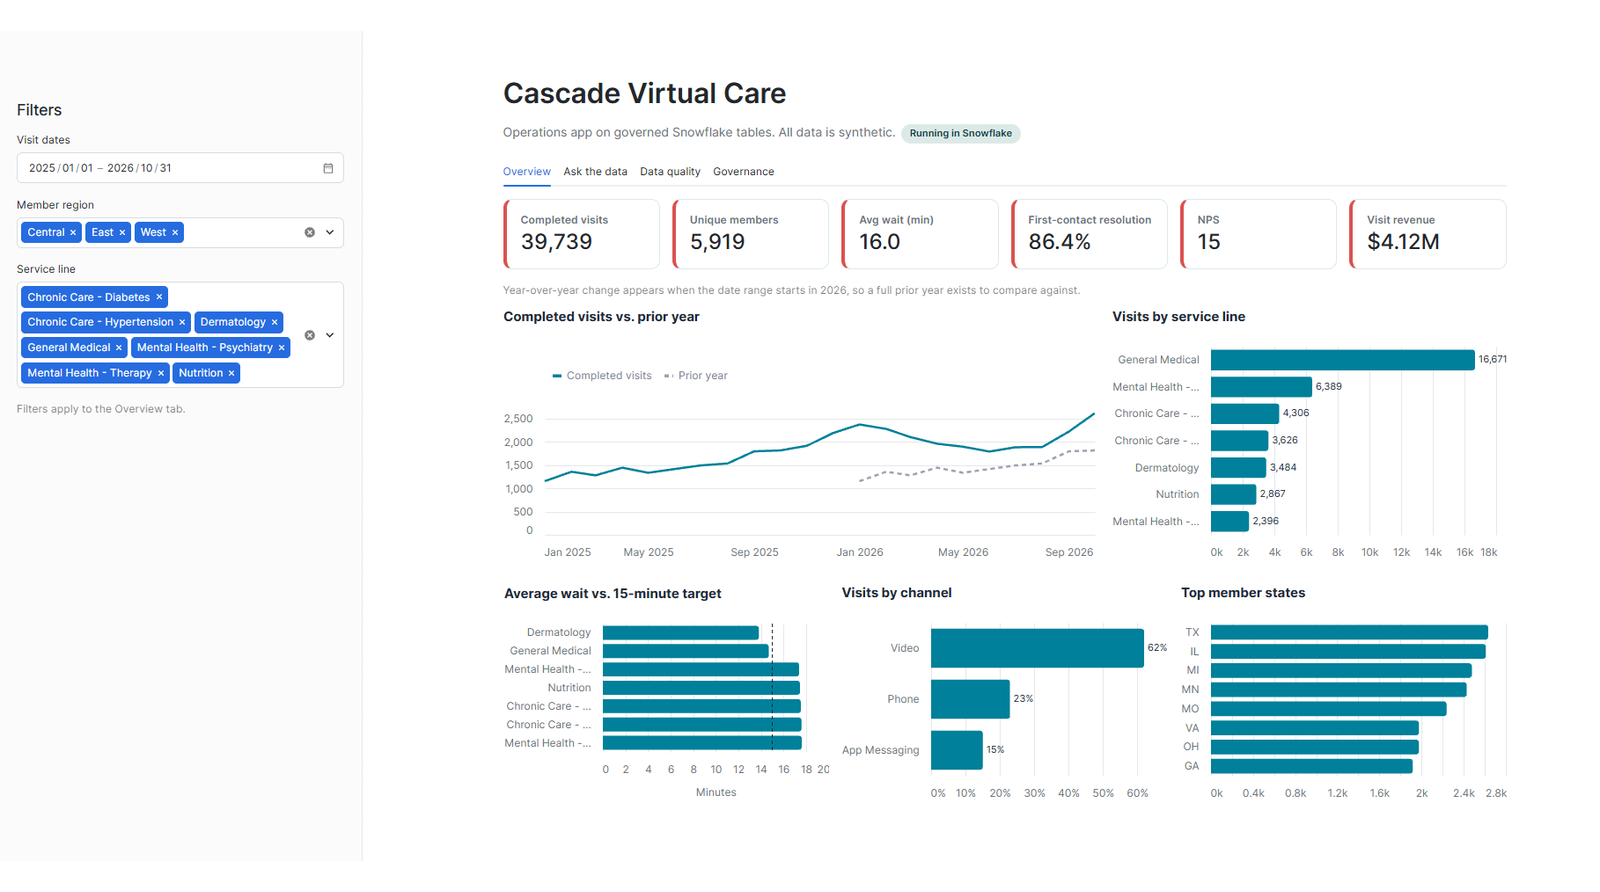 Filters
Visit dates
2025/01/01 – 2026/10/31
Member region
Central × East × West ×
Service line
Chronic Care - Diabetes ×
Chronic Care - Hypertension × Dermatology ×
General Medical × Mental Health - Psychiatry ×
Mental Health - Therapy × Nutrition ×
Filters apply to the Overview tab.
Cascade Virtual Care
Operations app on governed Snowflake tables. All data is synthetic. Running in Snowflake
Overview Ask the data Data quality Governance
Completed visits
39,739
Unique members
5,919
Avg wait (min)
16.0
First-contact resolution
86.4%
NPS
15
Visit revenue
$4.12M
Year-over-year change appears when the date range starts in 2026, so a full prior year exists to compare against.
Completed visits vs. prior year
Completed visits Prior year
2,500
2,000
1,500
1,000
500
0
Jan 2025 May 2025 Sep 2025 Jan 2026 May 2026 Sep 2026
Visits by service line
General Medical 16,671
Mental Health -... 6,389
Chronic Care - ... 4,306
Chronic Care - ... 3,626
Dermatology 3,484
Nutrition 2,867
Mental Health -... 2,396
0k 2k 4k 6k 8k 10k 12k 14k 16k 18k
Average wait vs. 15-minute target
Dermatology
General Medical
Mental Health -...
Nutrition
Chronic Care - ...
Chronic Care - ...
Mental Health -...
0 2 4 6 8 10 12 14 16 18 20
Minutes
Visits by channel
Video 62%
Phone 23%
App Messaging 15%
0% 10% 20% 30% 40% 50% 60%
Top member states
TX
IL
MI
MN
MO
VA
OH
GA
0k 0.4k 0.8k 1.2k 1.6k 2k 2.4k 2.8k